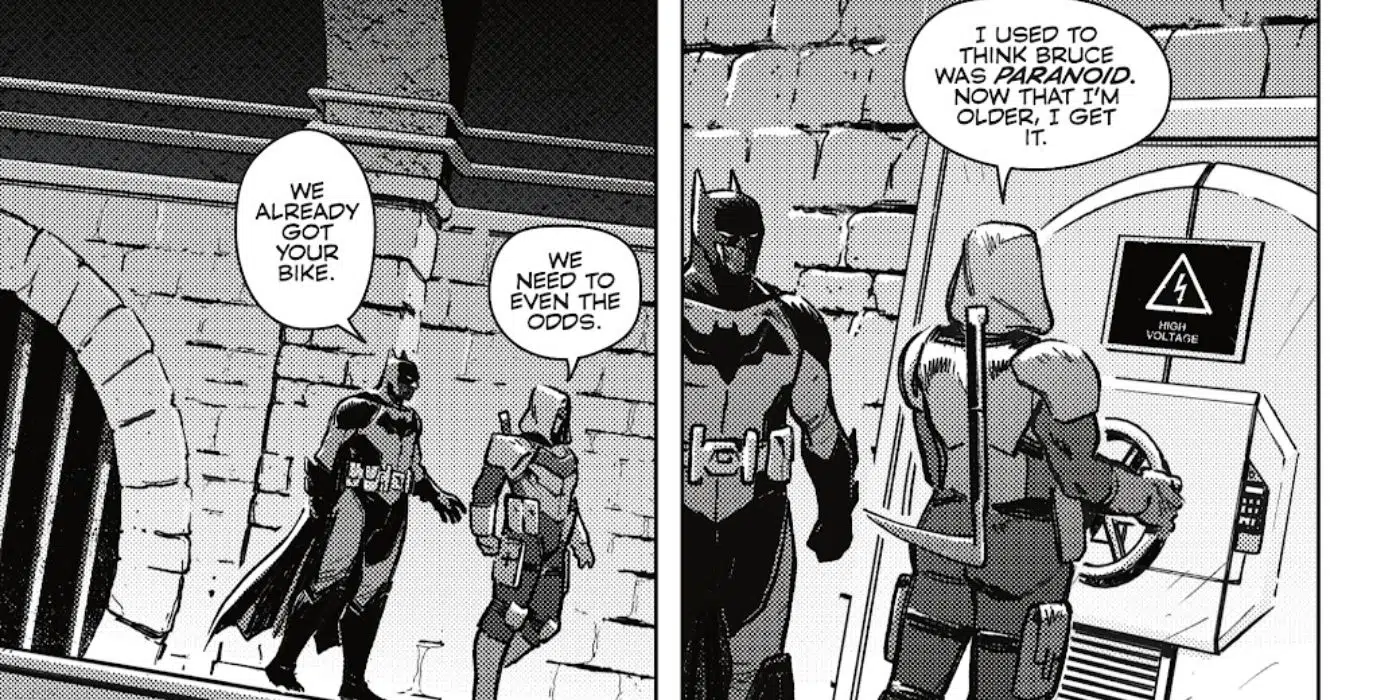 WE
ALREADY
GOT
YOUR
BIKE.
WE
NEED TO
EVEN THE
ODDS.
I USED TO
THINK BRUCE
WAS PARANOID.
NOW THAT I'M
OLDER, I GET
IT.
HIGH
VOLTAGE